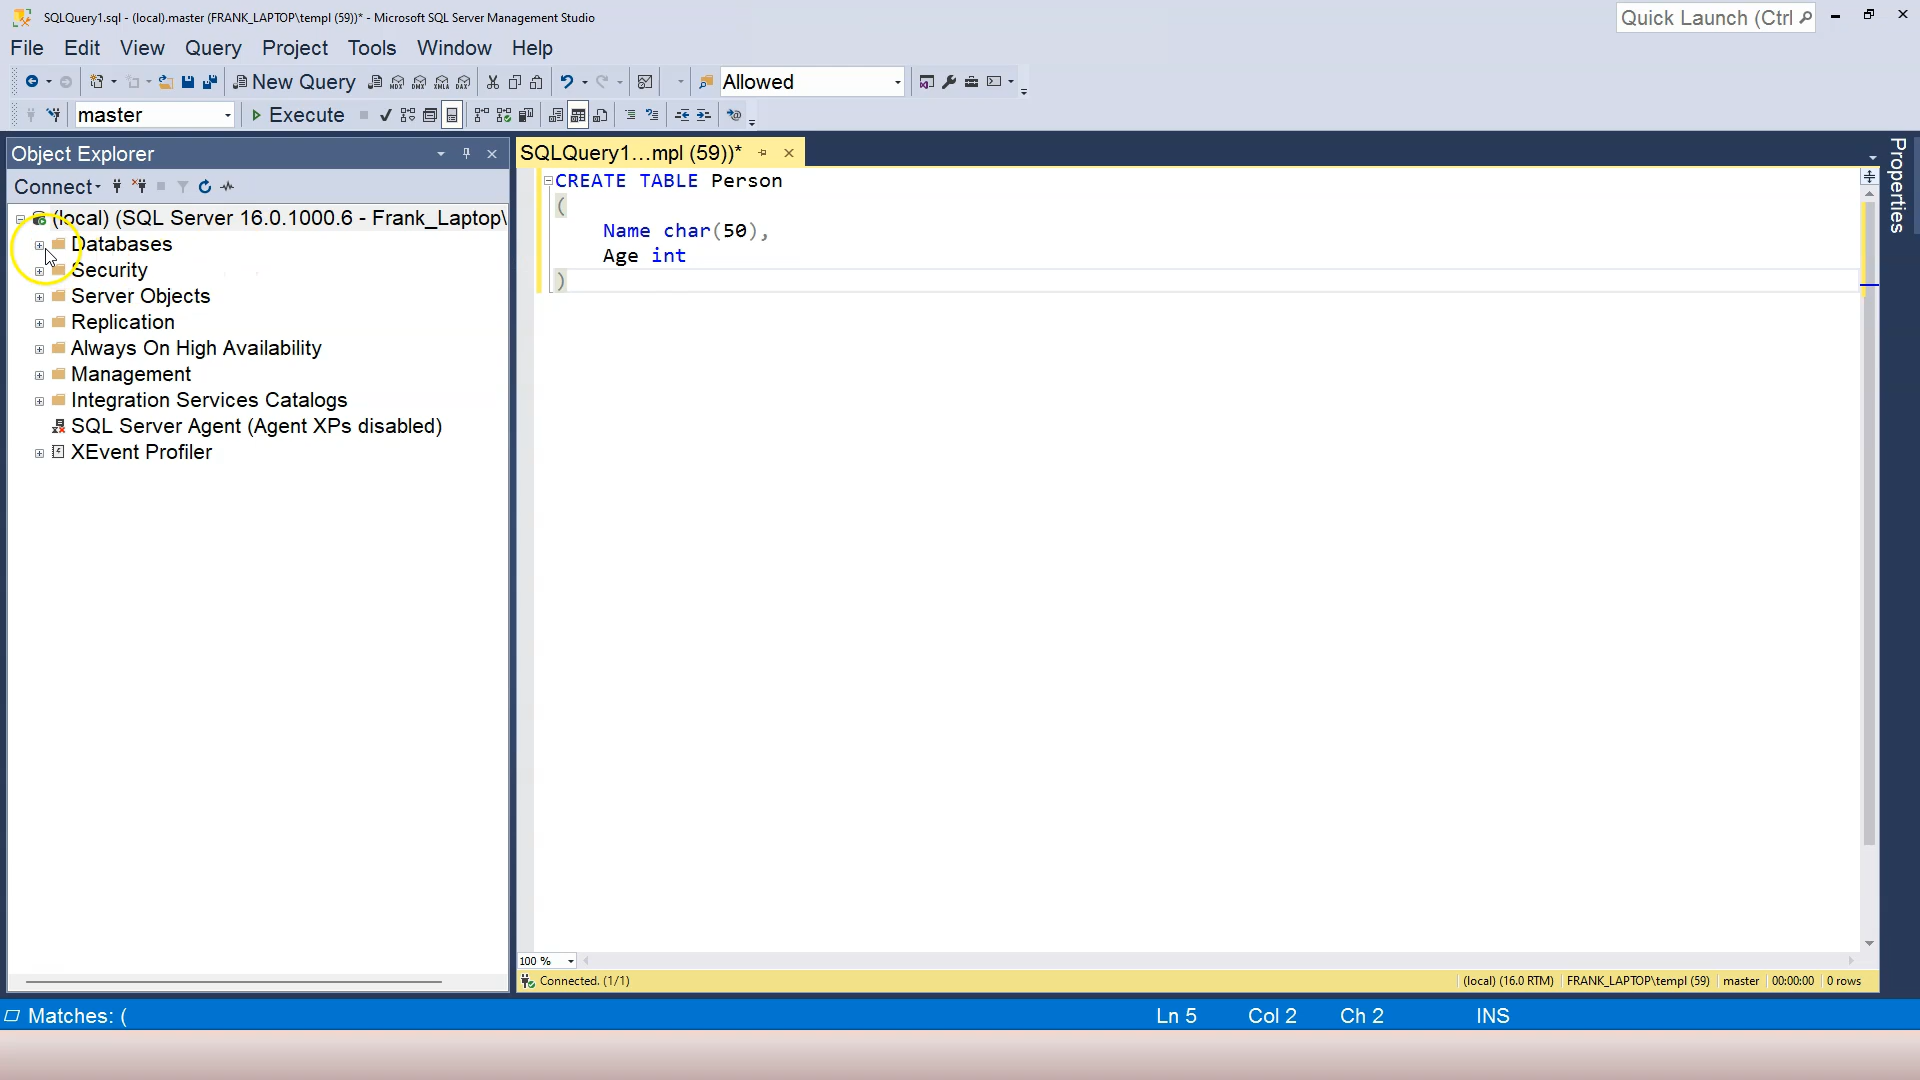 SQLQuery1.sql - (local).master (FRANK_LAPTOP\templ (59))* - Microsoft SQL Server Management Studio
Quick Launch (Ctrl
File Edit View Query Project Tools Window Help
New Query
Allowed
master
Execute
Object Explorer
SQLQuery1...mpl (59))*
Properties
Connect
(local) (SQL Server 16.0.1000.6 - Frank_Laptop\
Databases
Security
Server Objects
Replication
Always On High Availability
Management
Integration Services Catalogs
SQL Server Agent (Agent XPs disabled)
XEvent Profiler
CREATE TABLE Person
(
Name char(50),
Age int
)
100 %
Connected. (1/1)
(local) (16.0 RTM)
FRANK_LAPTOP\templ (59)
master
00:00:00
0 rows
Matches: (
Ln 5
Col 2
Ch 2
INS